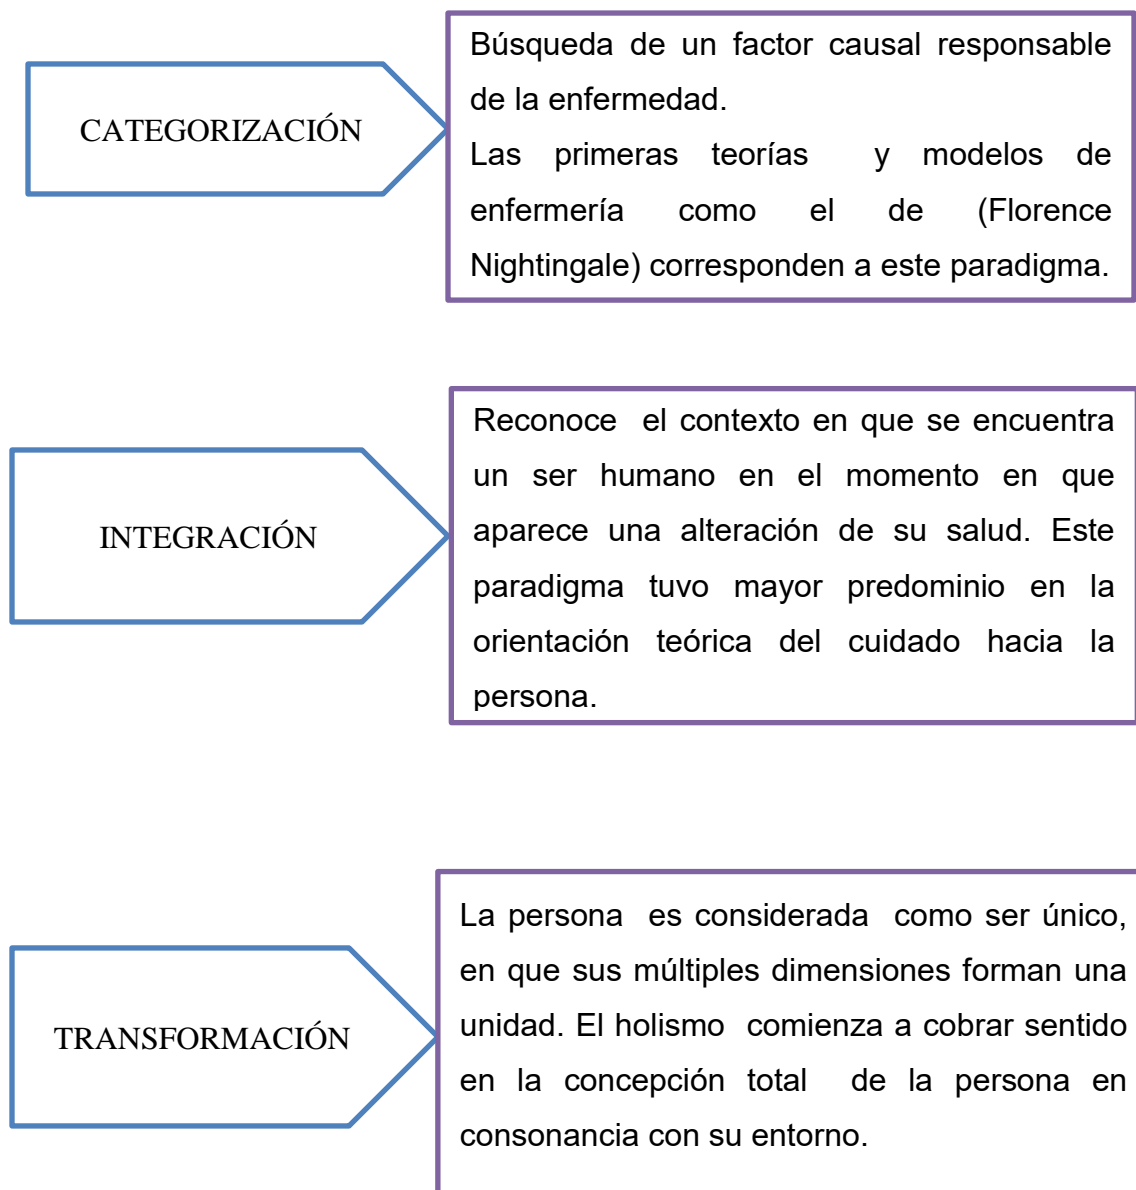 CATEGORIZACIÓN
Búsqueda de un factor causal responsable
de la enfermedad.
Las primeras teorías y modelos de
enfermería como el de (Florence
Nightingale) corresponden a este paradigma.
INTEGRACIÓN
Reconoce el contexto en que se encuentra
un ser humano en el momento en que
aparece una alteración de su salud. Este
paradigma tuvo mayor predominio en la
orientación teórica del cuidado hacia la
persona.
TRANSFORMACIÓN
La persona es considerada como ser único,
en que sus múltiples dimensiones forman una
unidad. El holismo comienza a cobrar sentido
en la concepción total de la persona en
consonancia con su entorno.